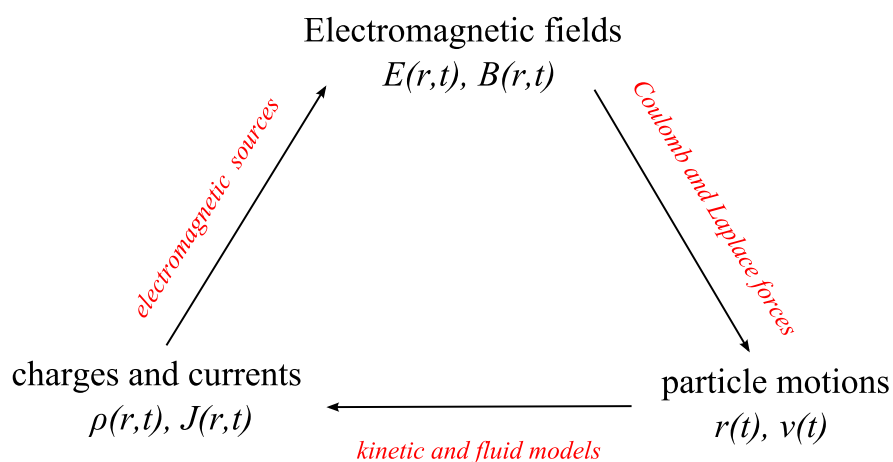 Electromagnetic fields
E(r,t), B(r,t)
electromagnetic sources
Coulomb and Laplace forces
charges and currents
ρ(r,t), J(r,t)
particle motions
r(t), v(t)
kinetic and fluid models